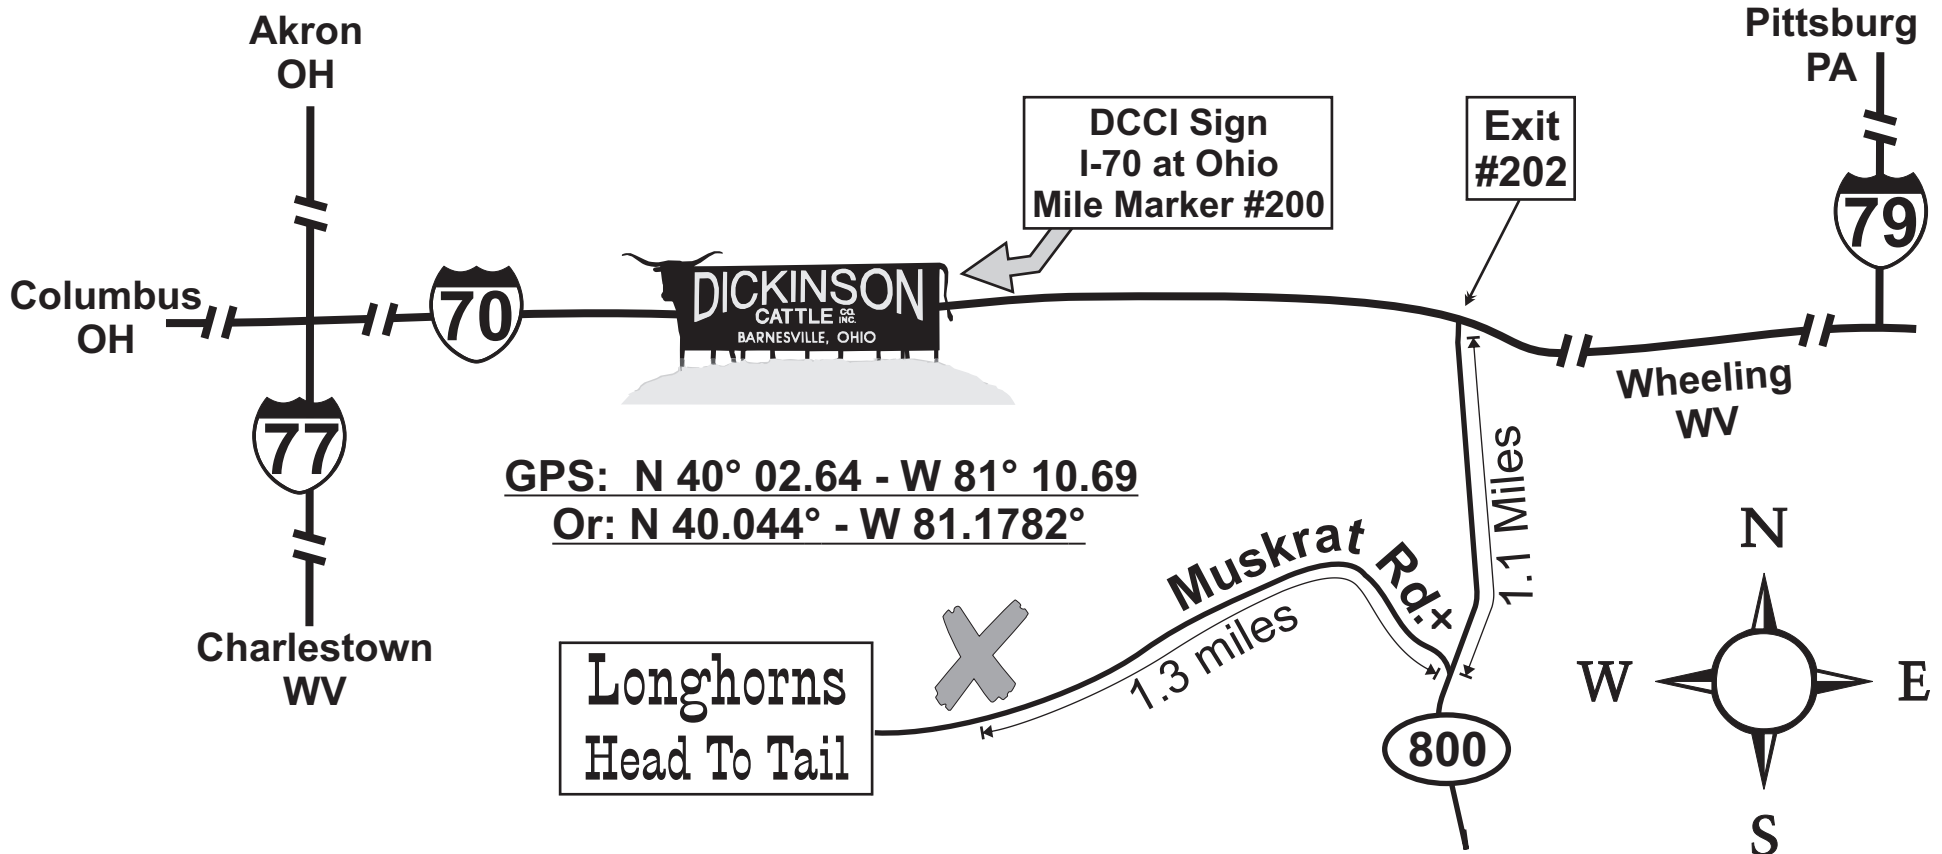 Akron
OH
Pittsburg
PA
DCCI Sign
I-70 at Ohio
Mile Marker #200
Exit
#202
79
Columbus
OH
70
DICKINSON
CATTLE CO. INC.
BARNESVILLE, OHIO
Wheeling
WV
77
GPS: N 40° 02.64 - W 81° 10.69
Or: N 40.044° - W 81.1782°
1.1 Miles
Muskrat Rd.+
1.3 miles
Charlestown
WV
Longhorns
Head To Tail
800
N
W
E
S